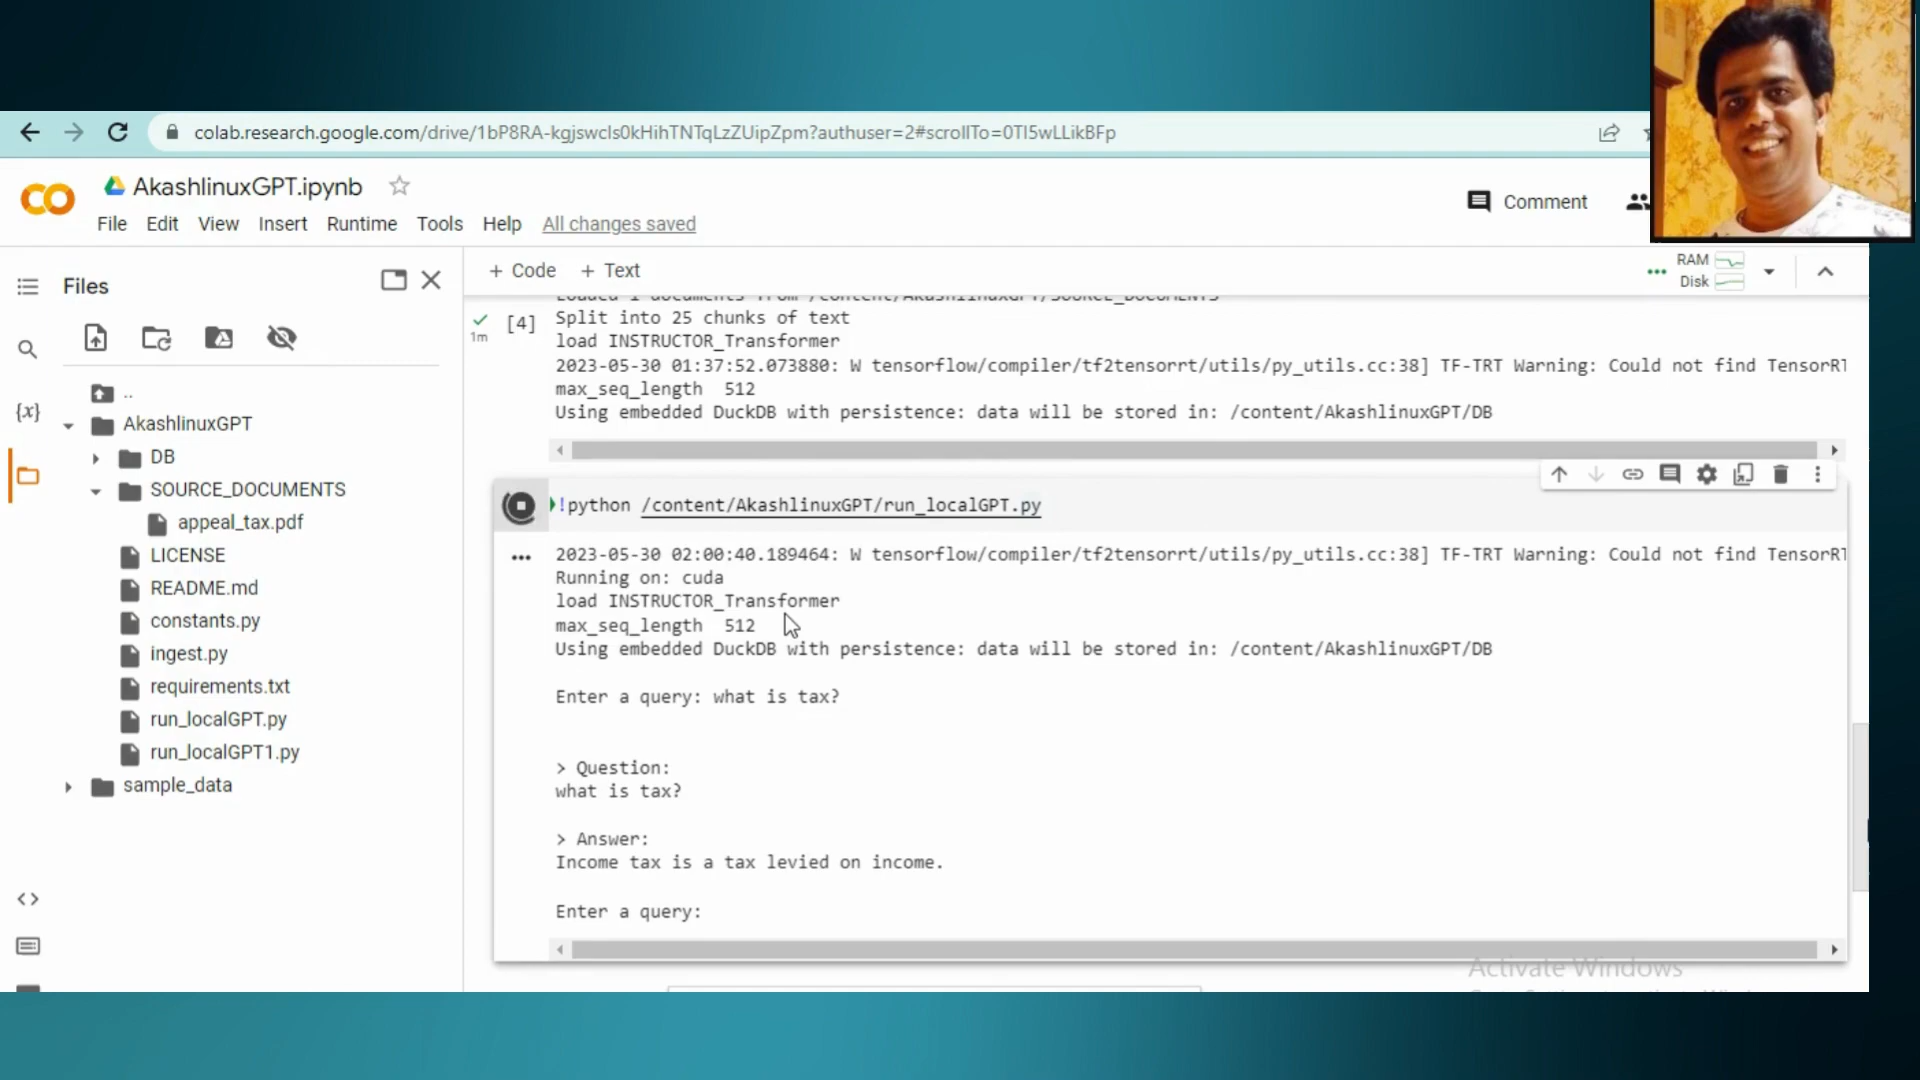 colab.research.google.com/drive/1bP8RA-kgjswcls0kHihTNTqLzZUipZpm?authuser=2#scrollTo=0TI5wLLikBFp
AkashlinuxGPT.ipynb
File Edit View Insert Runtime Tools Help All changes saved
Comment
Files
+ Code + Text
RAM
Disk
..
AkashlinuxGPT
DB
SOURCE_DOCUMENTS
appeal_tax.pdf
LICENSE
README.md
constants.py
ingest.py
requirements.txt
run_localGPT.py
run_localGPT1.py
sample_data
{x}
Loaded 1 documents from /content/AkashlinuxGPT/SOURCE_DOCUMENTS
1m
[4]
Split into 25 chunks of text
load INSTRUCTOR_Transformer
2023-05-30 01:37:52.073880: W tensorflow/compiler/tf2tensorrt/utils/py_utils.cc:38] TF-TRT Warning: Could not find TensorRT
max_seq_length  512
Using embedded DuckDB with persistence: data will be stored in: /content/AkashlinuxGPT/DB
!python /content/AkashlinuxGPT/run_localGPT.py
2023-05-30 02:00:40.189464: W tensorflow/compiler/tf2tensorrt/utils/py_utils.cc:38] TF-TRT Warning: Could not find TensorRT
Running on: cuda
load INSTRUCTOR_Transformer
max_seq_length  512
Using embedded DuckDB with persistence: data will be stored in: /content/AkashlinuxGPT/DB
Enter a query: what is tax?
> Question:
what is tax?
> Answer:
Income tax is a tax levied on income.
Enter a query:
Activate Windows